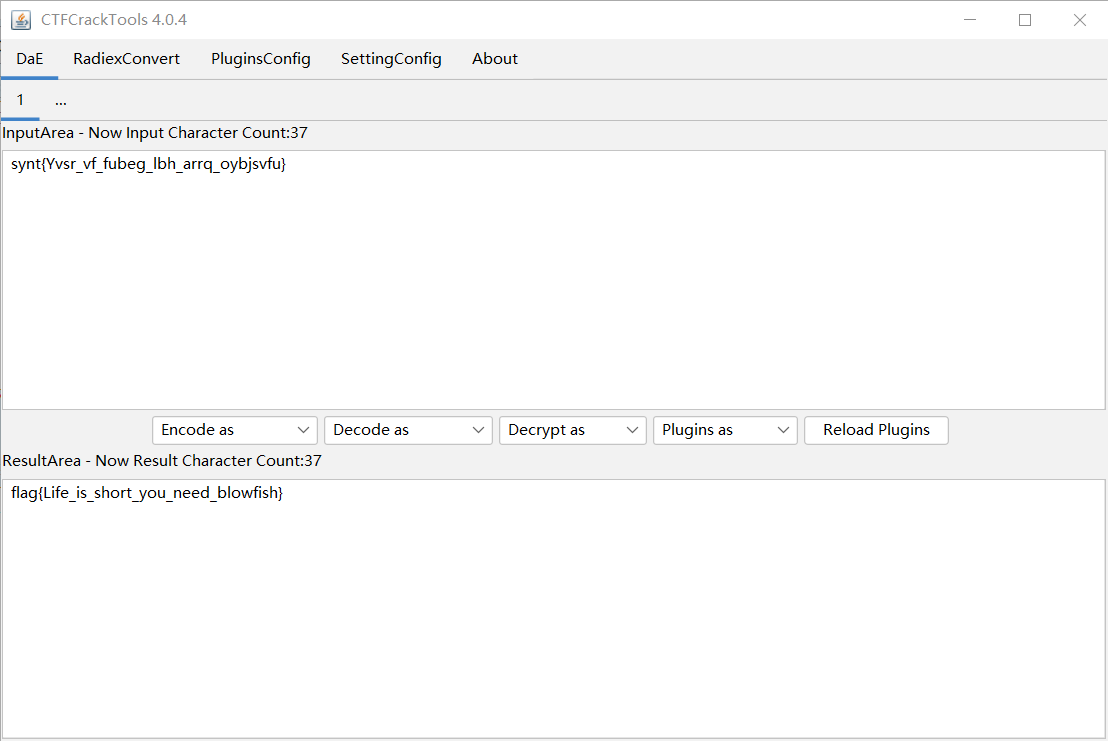 CTFCrackTools 4.0.4
DaE RadiexConvert PluginsConfig SettingConfig About
1 ...
InputArea - Now Input Character Count:37
synt{Yvsr_vf_fubeg_lbh_arrq_oybjsvfu}
Encode as Decode as Decrypt as Plugins as Reload Plugins
ResultArea - Now Result Character Count:37
flag{Life_is_short_you_need_blowfish}